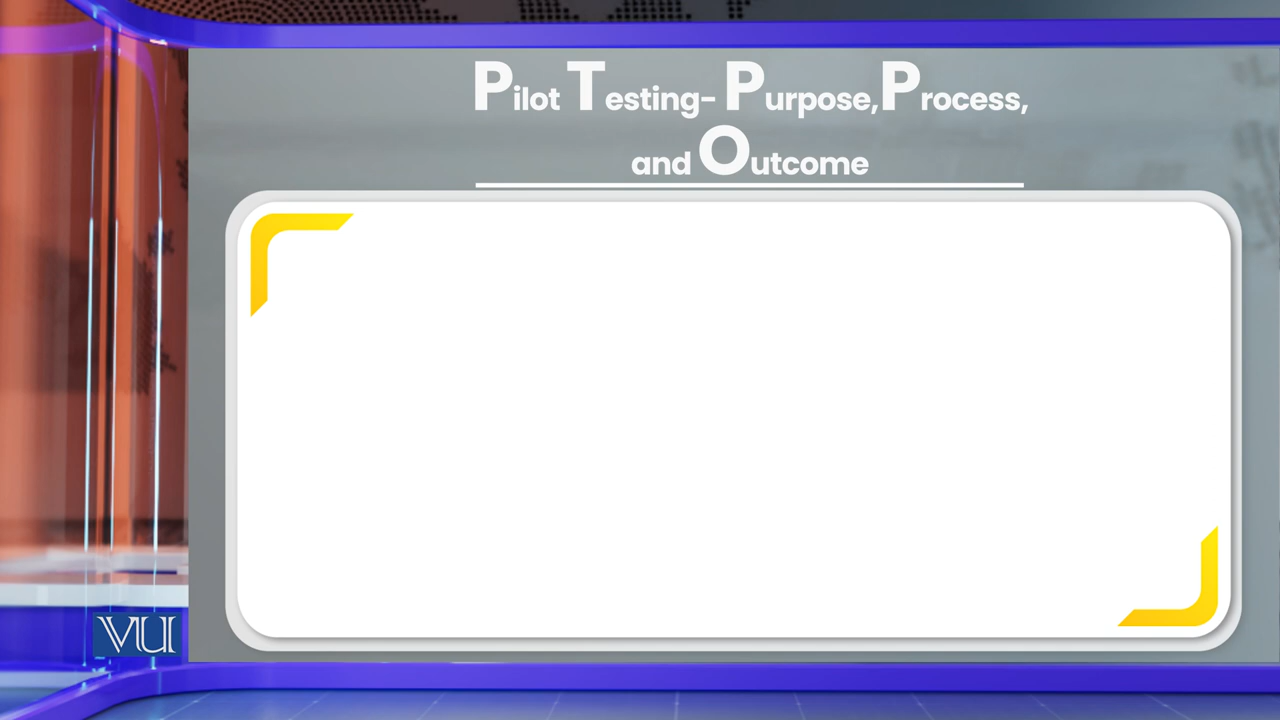 Pilot Testing- Purpose,Process,
and Outcome
VU